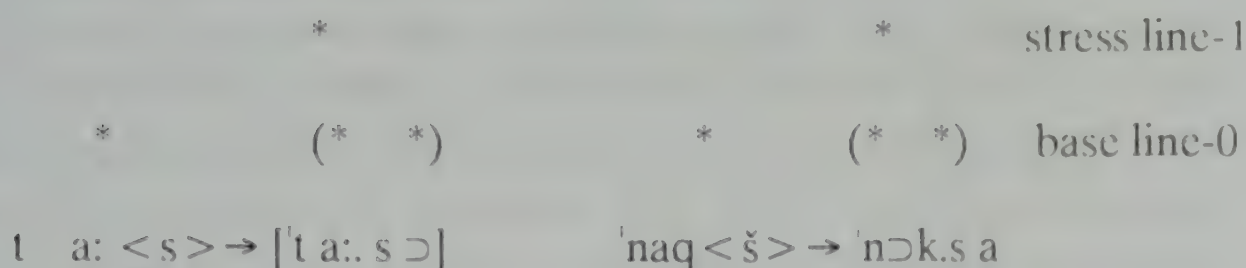 * * stress line-1
* (* *) * (* *) base line-0
t a: <s> → [ˈt a:. s ɔ] ˈnaq <š> → ˈnɔk.s a